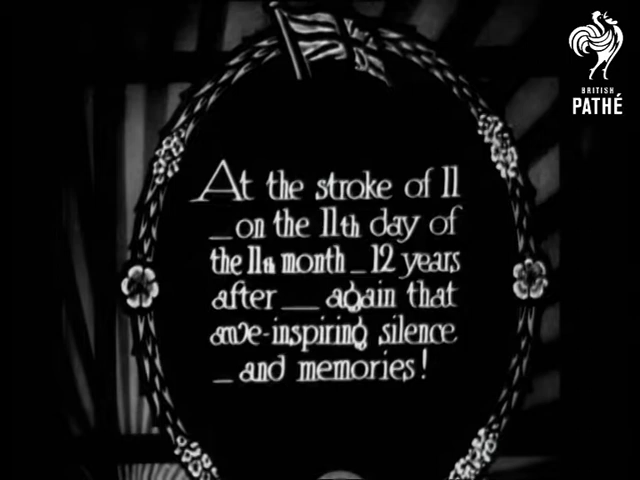 BRITISH
PATHÉ
At the stroke of 11
_ on the 11th day of
the 11th month _ 12 years
after __ again that
awe-inspiring silence
_ and memories!